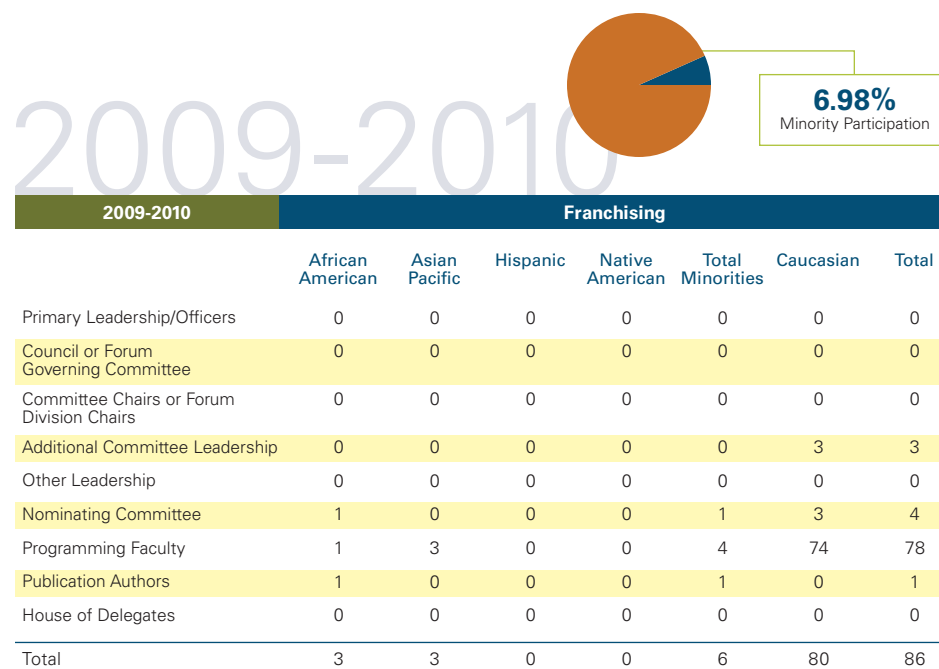 2009-2010
6.98%
Minority Participation
2009-2010 Franchising
African American Asian Pacific Hispanic Native American Total Minorities Caucasian Total
Primary Leadership/Officers 0 0 0 0 0 0 0
Council or Forum
Governing Committee 0 0 0 0 0 0 0
Committee Chairs or Forum
Division Chairs 0 0 0 0 0 0 0
Additional Committee Leadership 0 0 0 0 0 3 3
Other Leadership 0 0 0 0 0 0 0
Nominating Committee 1 0 0 0 1 3 4
Programming Faculty 1 3 0 0 4 74 78
Publication Authors 1 0 0 0 1 0 1
House of Delegates 0 0 0 0 0 0 0
Total 3 3 0 0 6 80 86